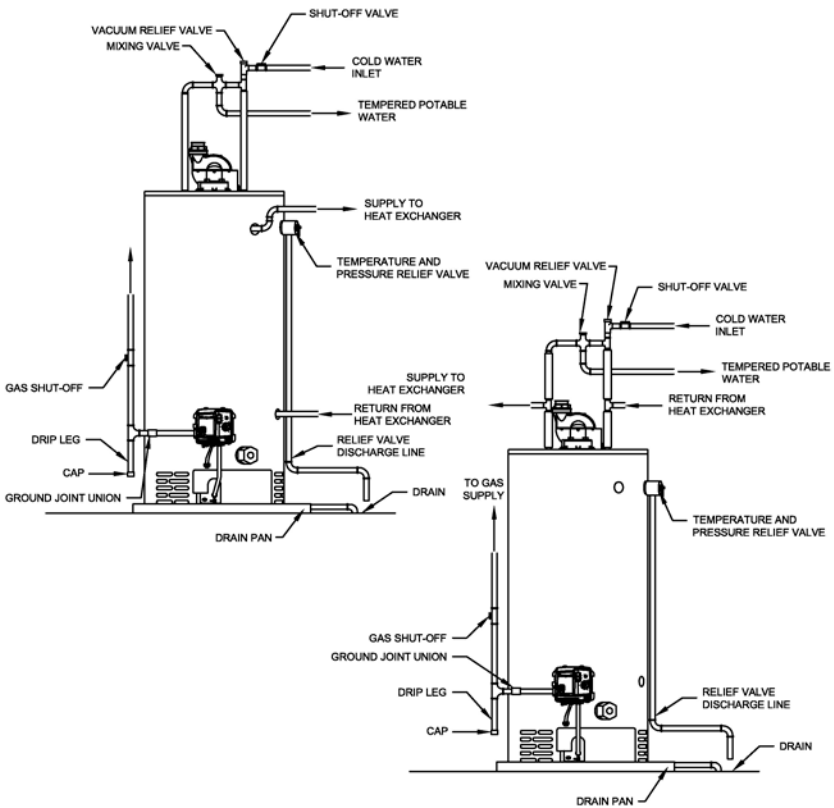 SHUT-OFF VALVE
VACUUM RELIEF VALVE
MIXING VALVE
COLD WATER
INLET
TEMPERED POTABLE
WATER
SUPPLY TO
HEAT EXCHANGER
TEMPERATURE AND
PRESSURE RELIEF VALVE
GAS SHUT-OFF
RETURN FROM
HEAT EXCHANGER
DRIP LEG
RELIEF VALVE
DISCHARGE LINE
CAP
GROUND JOINT UNION
DRAIN
DRAIN PAN
VACUUM RELIEF VALVE
MIXING VALVE
SHUT-OFF VALVE
COLD WATER
INLET
TEMPERED POTABLE
WATER
SUPPLY TO
HEAT EXCHANGER
RETURN FROM
HEAT EXCHANGER
TO GAS
SUPPLY
TEMPERATURE AND
PRESSURE RELIEF VALVE
GAS SHUT-OFF
GROUND JOINT UNION
DRIP LEG
RELIEF VALVE
DISCHARGE LINE
CAP
DRAIN
DRAIN PAN